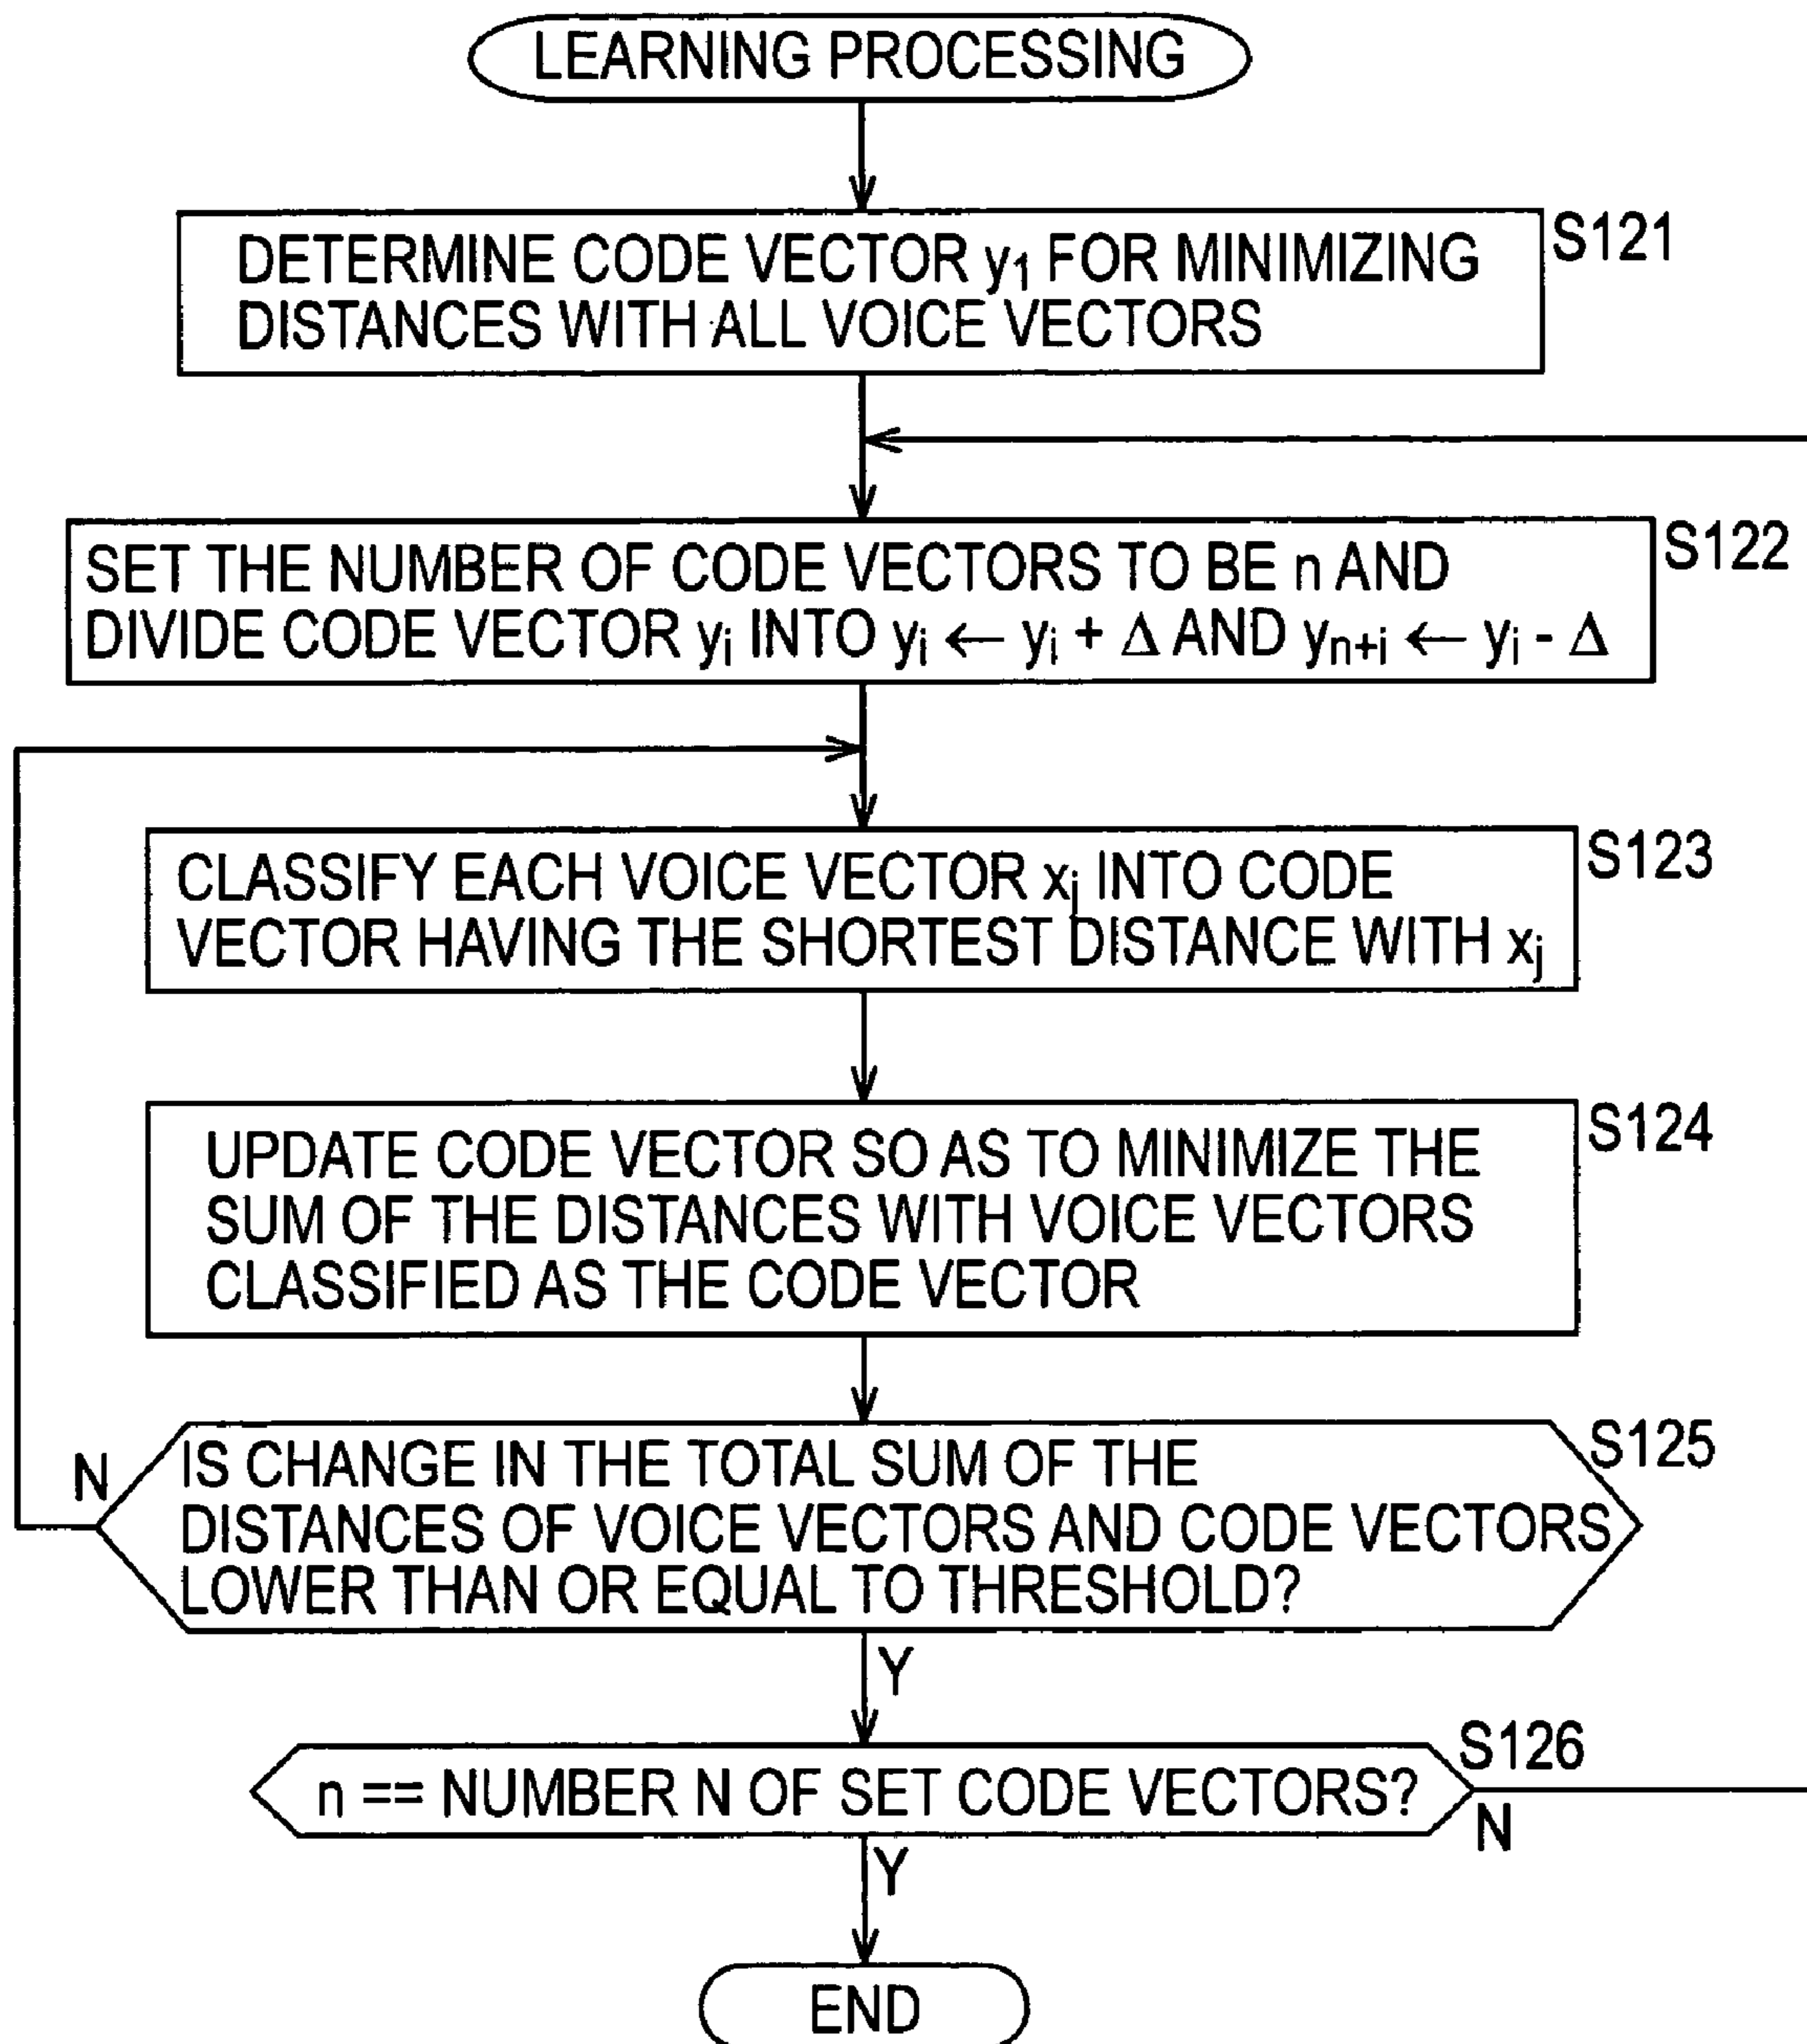 LEARNING PROCESSING
S121
DETERMINE CODE VECTOR y₁ FOR MINIMIZING
DISTANCES WITH ALL VOICE VECTORS
S122
SET THE NUMBER OF CODE VECTORS TO BE n AND
DIVIDE CODE VECTOR yᵢ INTO yᵢ ← yᵢ + Δ AND yₙ₊ᵢ ← yᵢ - Δ
S123
CLASSIFY EACH VOICE VECTOR xⱼ INTO CODE
VECTOR HAVING THE SHORTEST DISTANCE WITH xⱼ
S124
UPDATE CODE VECTOR SO AS TO MINIMIZE THE
SUM OF THE DISTANCES WITH VOICE VECTORS
CLASSIFIED AS THE CODE VECTOR
S125
N
IS CHANGE IN THE TOTAL SUM OF THE
DISTANCES OF VOICE VECTORS AND CODE VECTORS
LOWER THAN OR EQUAL TO THRESHOLD?
Y
S126
n == NUMBER N OF SET CODE VECTORS?
N
Y
END